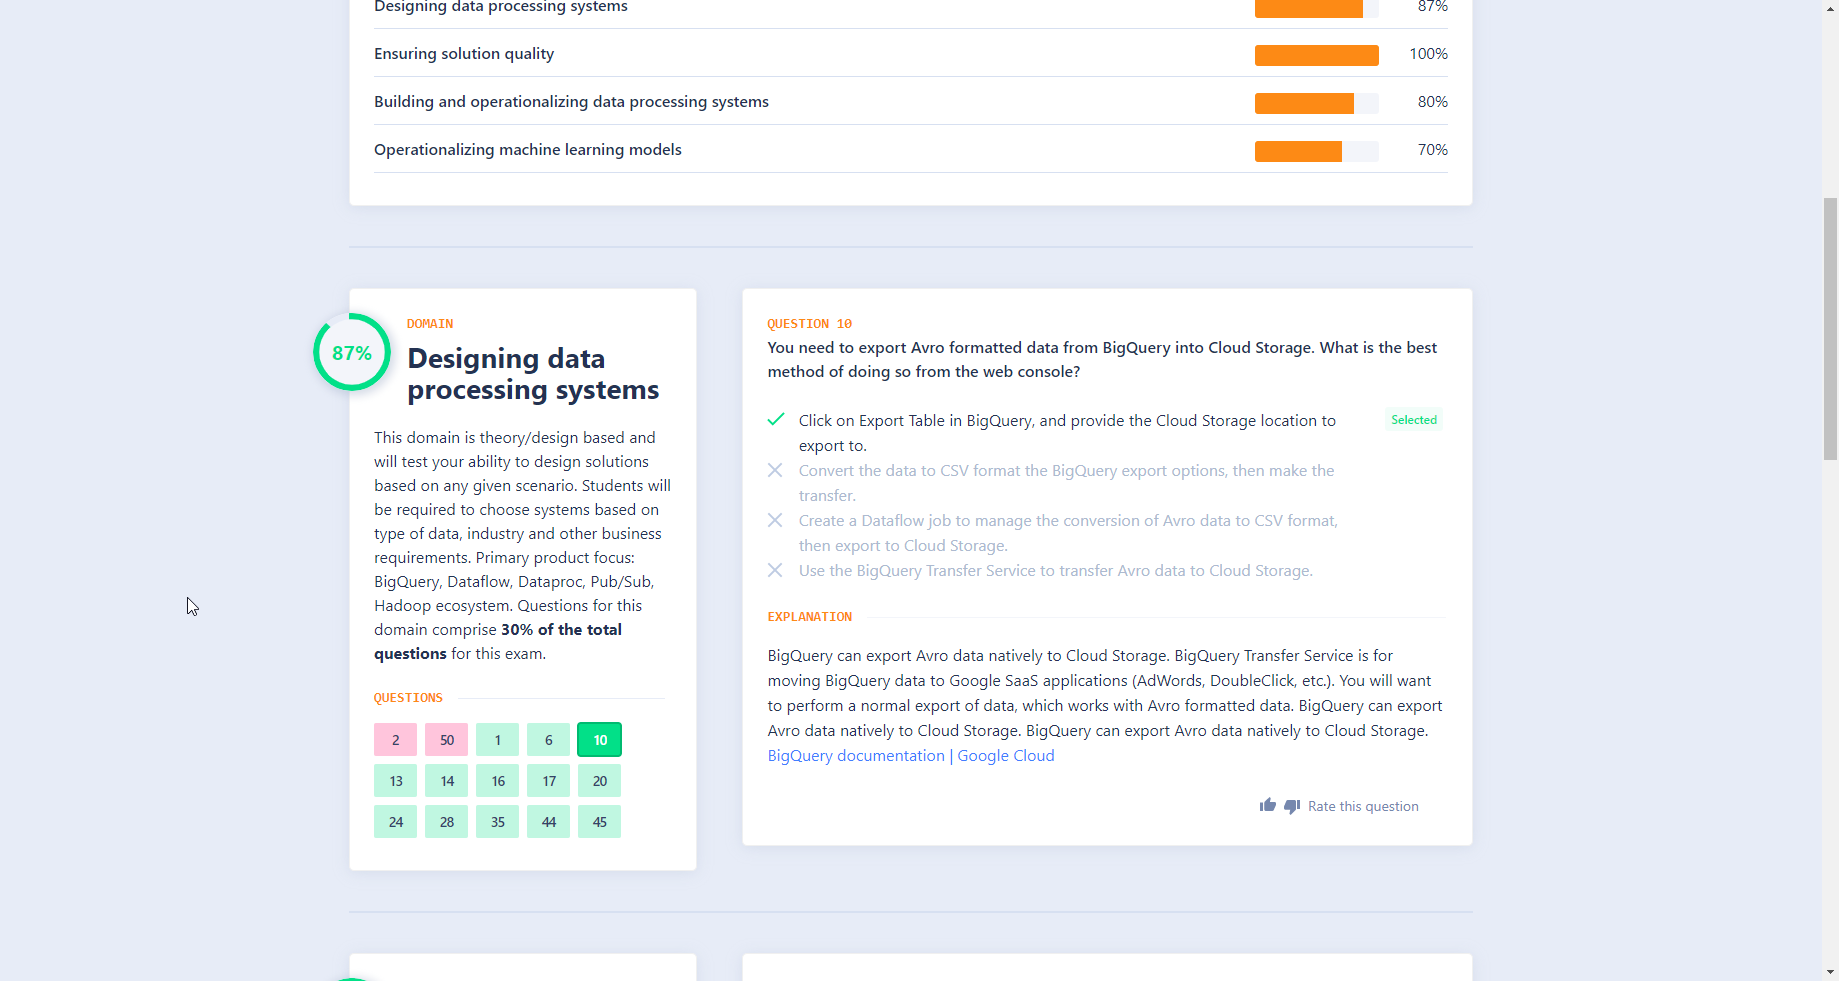 Designing data processing systems 87%
Ensuring solution quality 100%
Building and operationalizing data processing systems 80%
Operationalizing machine learning models 70%
87%
DOMAIN
Designing data
processing systems
This domain is theory/design based and
will test your ability to design solutions
based on any given scenario. Students will
be required to choose systems based on
type of data, industry and other business
requirements. Primary product focus:
BigQuery, Dataflow, Dataproc, Pub/Sub,
Hadoop ecosystem. Questions for this
domain comprise 30% of the total
questions for this exam.
QUESTIONS
2 50 1 6 10
13 14 16 17 20
24 28 35 44 45
QUESTION 10
You need to export Avro formatted data from BigQuery into Cloud Storage. What is the best
method of doing so from the web console?
Click on Export Table in BigQuery, and provide the Cloud Storage location to
export to.
Selected
Convert the data to CSV format the BigQuery export options, then make the
transfer.
Create a Dataflow job to manage the conversion of Avro data to CSV format,
then export to Cloud Storage.
Use the BigQuery Transfer Service to transfer Avro data to Cloud Storage.
EXPLANATION
BigQuery can export Avro data natively to Cloud Storage. BigQuery Transfer Service is for
moving BigQuery data to Google SaaS applications (AdWords, DoubleClick, etc.). You will want
to perform a normal export of data, which works with Avro formatted data. BigQuery can export
Avro data natively to Cloud Storage. BigQuery can export Avro data natively to Cloud Storage.
BigQuery documentation | Google Cloud
Rate this question